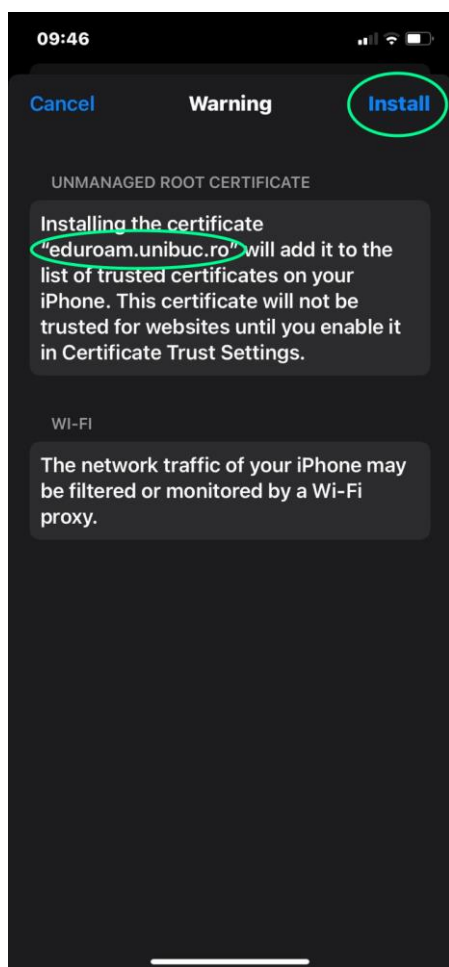 09:46
Cancel Warning Install
UNMANAGED ROOT CERTIFICATE
Installing the certificate
“eduroam.unibuc.ro” will add it to the
list of trusted certificates on your
iPhone. This certificate will not be
trusted for websites until you enable it
in Certificate Trust Settings.
WI-FI
The network traffic of your iPhone may
be filtered or monitored by a Wi-Fi
proxy.